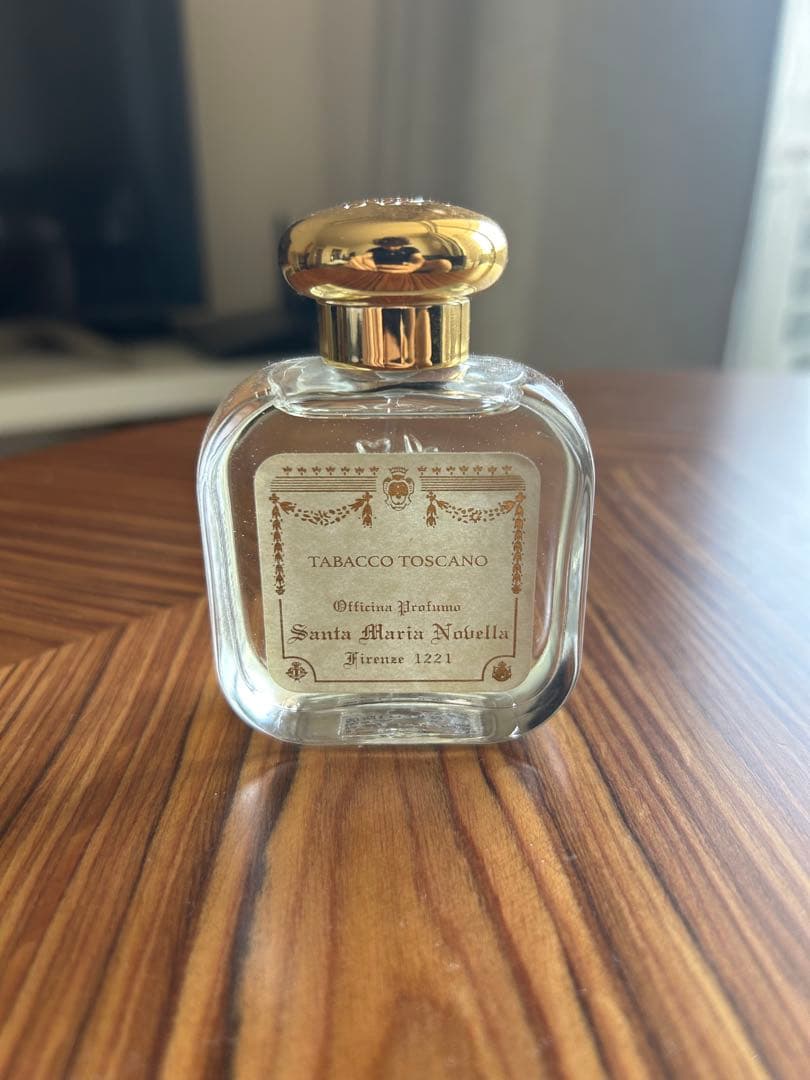 TABACCO TOSCANO
Officina Profumo
Santa Maria Novella
Firenze 1221